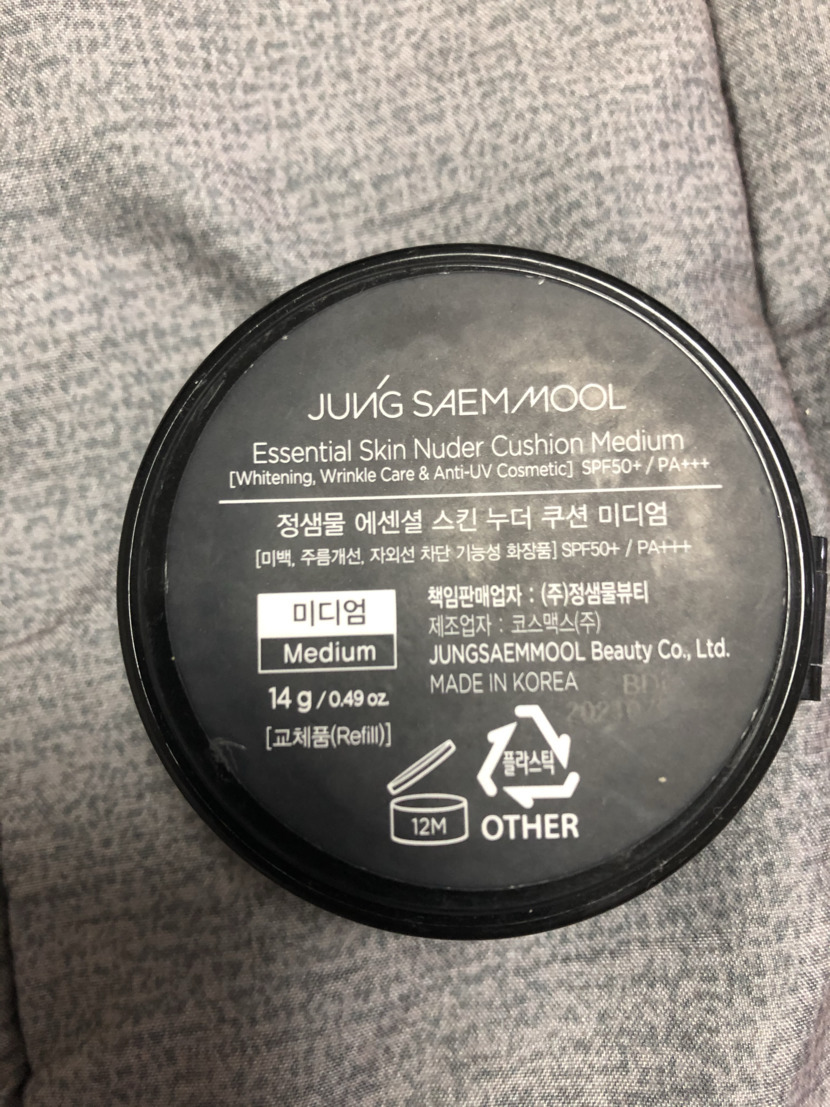 JUNG SAEM MOOL
Essential Skin Nuder Cushion Medium
[Whitening, Wrinkle Care & Anti-UV Cosmetic] SPF50+ / PA+++
정샘물 에센셜 스킨 누더 쿠션 미디엄
[미백, 주름개선, 자외선 차단 기능성 화장품] SPF50+ / PA+++
미디엄
Medium
14 g / 0.49 oz.
[교체품(Refill)]
책임판매업자 : (주)정샘물뷰티
제조업자 : 코스맥스(주)
JUNGSAEMMOOL Beauty Co., Ltd.
MADE IN KOREA
플라스틱
12M
OTHER